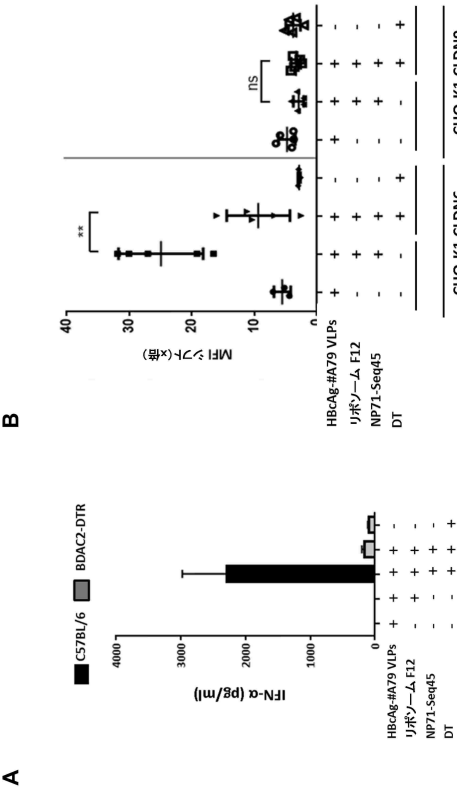 A
C57BL/6
BDAC2-DTR
IFN-α (pg/ml)
4000
3000
2000
1000
0
HBcAg-#A79 VLPs + + + + -
リポソーム F12 - + + + -
NP71-Seq45 - - + + -
DT - - + + +
B
MFI シフト(x倍)
40
30
20
10
0
**
ns
HBcAg-#A79 VLPs + + + - + + + -
リポソーム F12 - + + - - + + -
NP71-Seq45 - + + - - + + -
DT - - + + - - + +
CHO-K1-CLDN6 CHO-K1-CLDN9